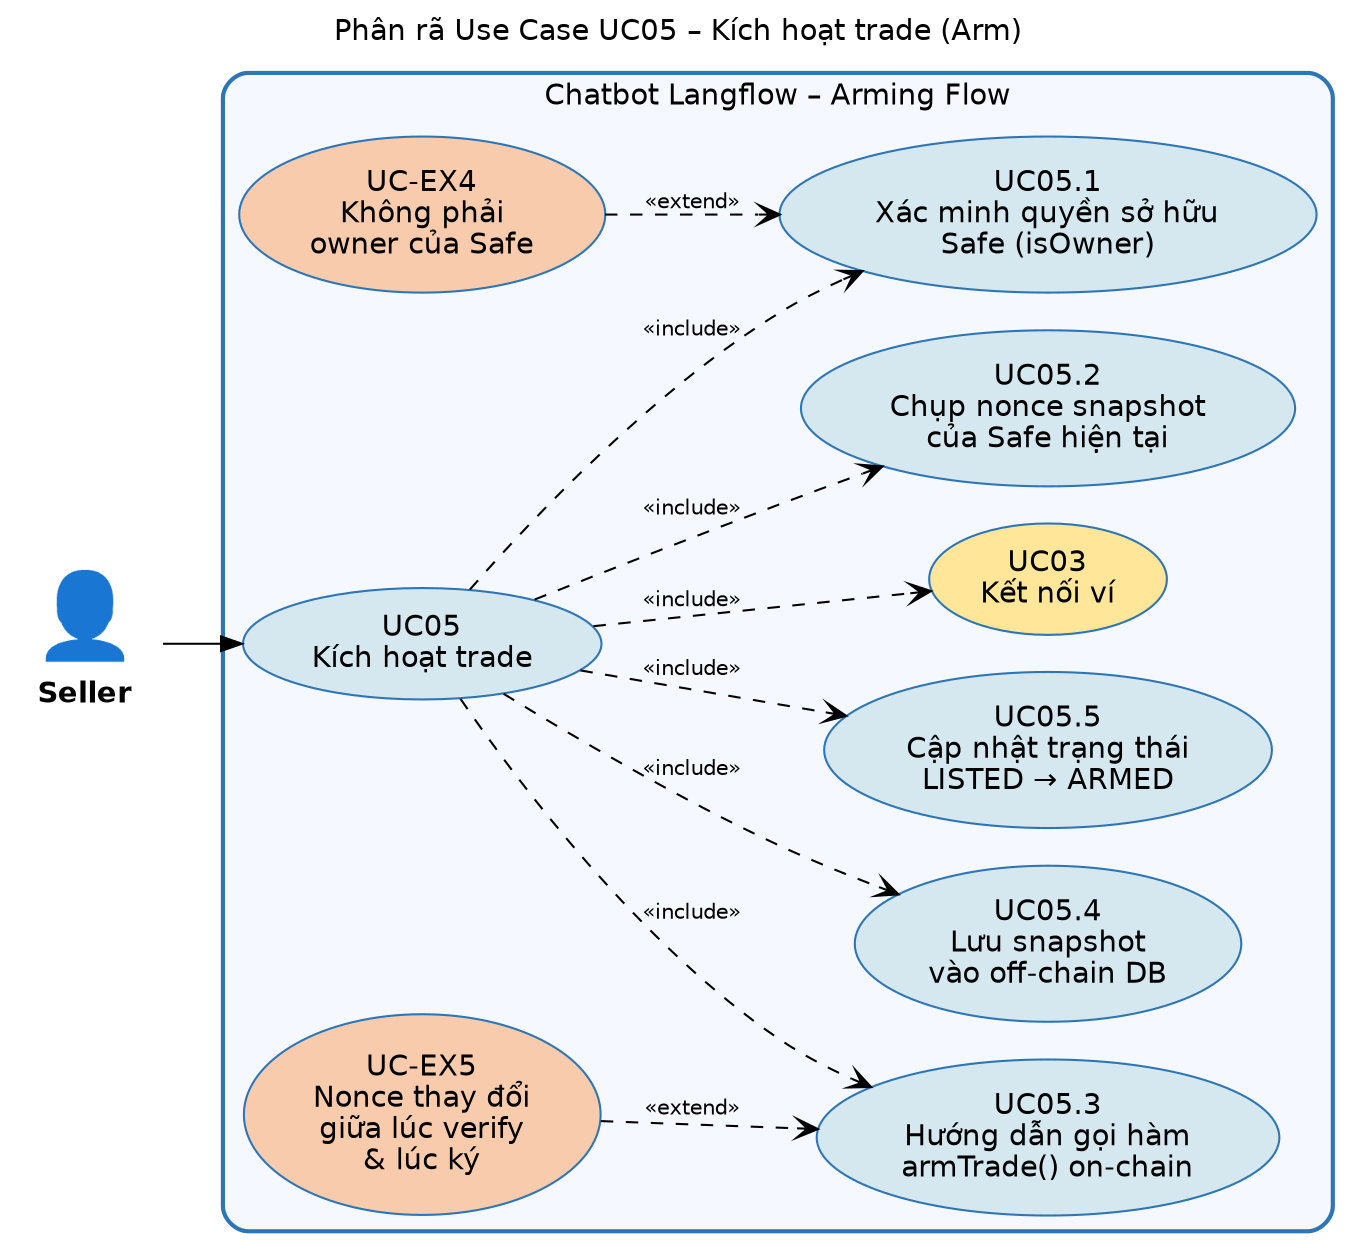 Phân rã Use Case UC05 – Kích hoạt trade (Arm)
Chatbot Langflow – Arming Flow
UC-EX4
Không phải
owner của Safe
«extend»
UC05.1
Xác minh quyền sở hữu
Safe (isOwner)
«include»
UC05.2
Chụp nonce snapshot
của Safe hiện tại
«include»
UC03
Kết nối ví
«include»
Seller
UC05
Kích hoạt trade
«include»
UC05.5
Cập nhật trạng thái
LISTED → ARMED
«include»
UC05.4
Lưu snapshot
vào off-chain DB
«include»
UC-EX5
Nonce thay đổi
giữa lúc verify
& lúc ký
«extend»
UC05.3
Hướng dẫn gọi hàm
armTrade() on-chain